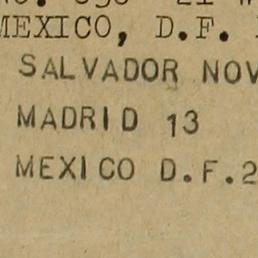 MEXICO, D.F.
SALVADOR NOV
MADRID 13
MEXICO D.F.2